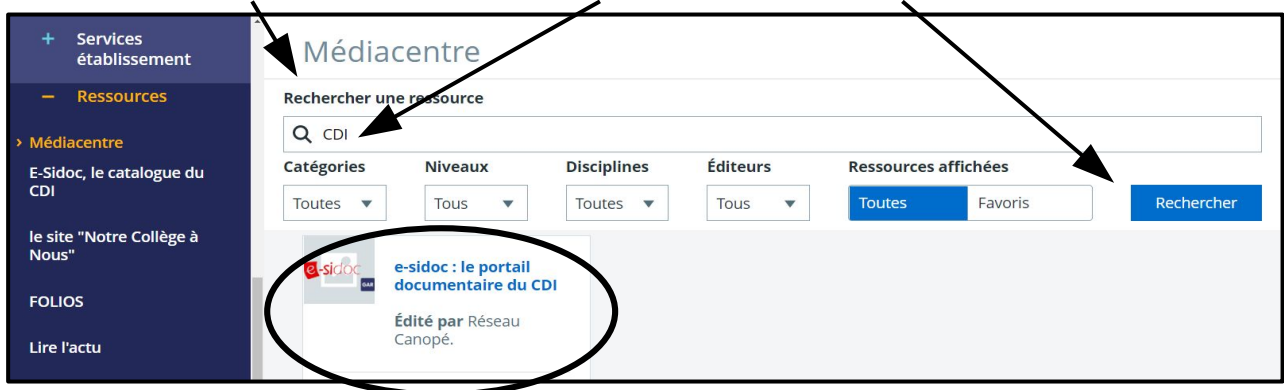 + Services
établissement
– Ressources
› Médiacentre
E-Sidoc, le catalogue du
CDI
le site "Notre Collège à
Nous"
FOLIOS
Lire l'actu
Médiacentre
Rechercher une ressource
CDI
Catégories Niveaux Disciplines Éditeurs Ressources affichées
Toutes Tous Toutes Tous Toutes Favoris Rechercher
e-sidoc
GAR
e-sidoc : le portail
documentaire du CDI
Édité par Réseau
Canopé.